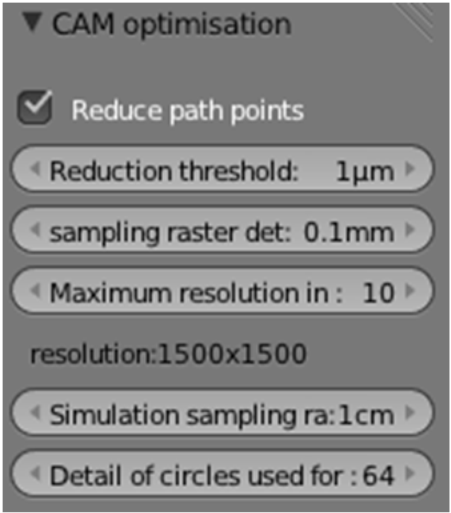 CAM optimisation
Reduce path points
Reduction threshold: 1µm
sampling raster det: 0.1mm
Maximum resolution in : 10
resolution:1500x1500
Simulation sampling ra:1cm
Detail of circles used for :64